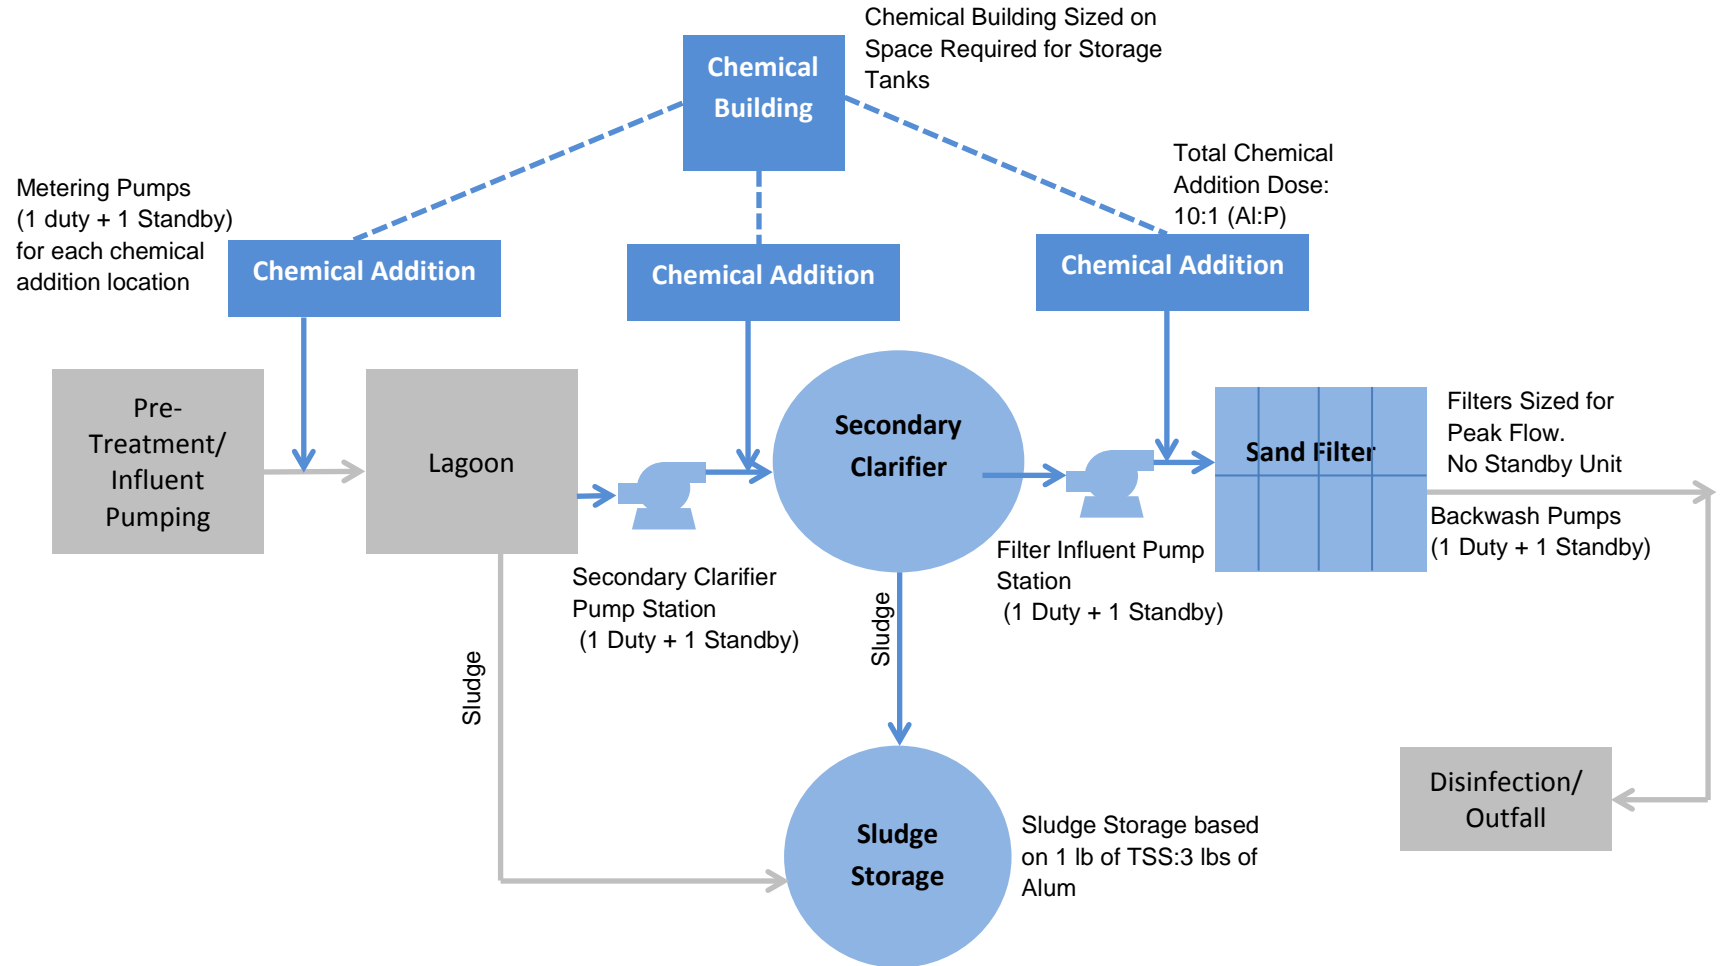 Chemical Building Sized on
Space Required for Storage
Tanks
Chemical
Building
Total Chemical
Addition Dose:
10:1 (Al:P)
Metering Pumps
(1 duty + 1 Standby)
for each chemical
addition location
Chemical Addition
Chemical Addition
Chemical Addition
Pre-
Treatment/
Influent
Pumping
Lagoon
Secondary
Clarifier
Sand Filter
Filters Sized for
Peak Flow.
No Standby Unit
Backwash Pumps
(1 Duty + 1 Standby)
Secondary Clarifier
Pump Station
(1 Duty + 1 Standby)
Filter Influent Pump
Station
(1 Duty + 1 Standby)
Sludge
Sludge
Sludge
Storage
Sludge Storage based
on 1 lb of TSS:3 lbs of
Alum
Disinfection/
Outfall